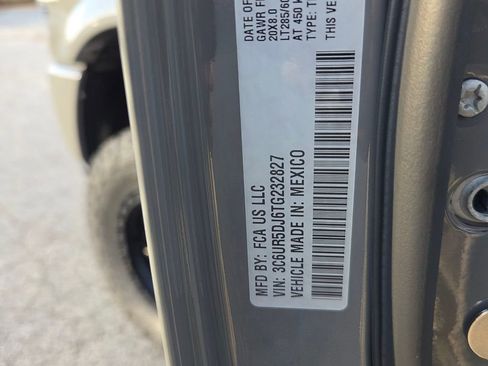 DATE OF
GAWR F
20X8.0
LT285/60
AT 450 k
TYPE: T
THIS VE
MFD BY: FCA US LLC
VIN: 3C6UR5DJ6TG232827
VEHICLE MADE IN: MEXICO